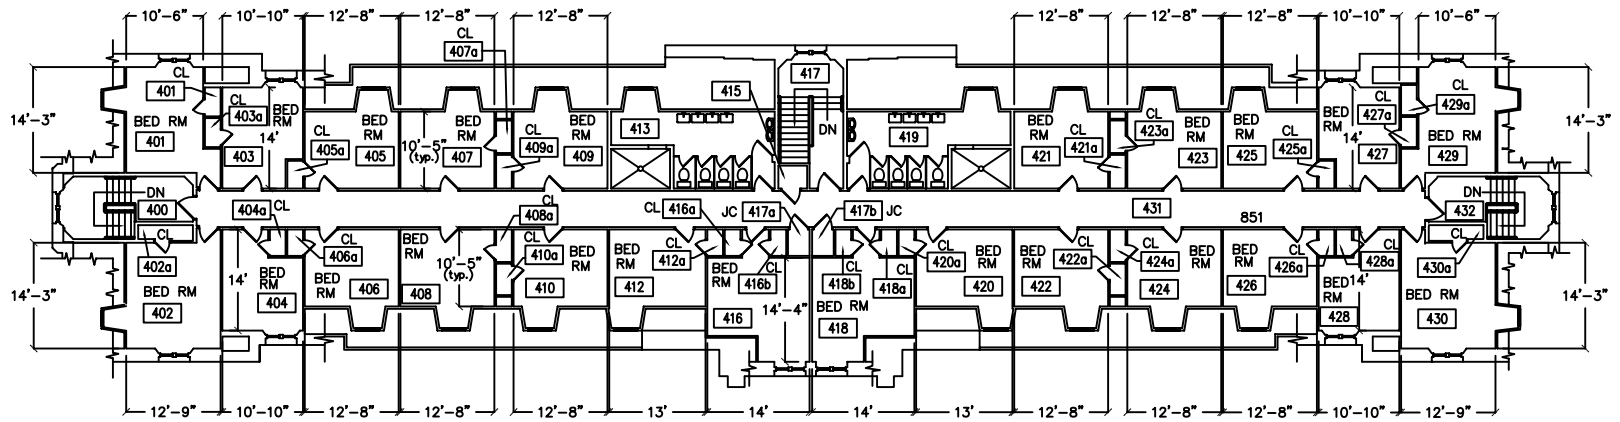 10'-6" 10'-10" 12'-8" 12'-8" 12'-8" 12'-8" 12'-8" 12'-8" 10'-10" 10'-6"
CL
407a
CL
401
CL
403a
14'
BED RM
403
BED RM
401
14'-3"
CL
405a
BED RM
405
10'-5"
(typ.)
BED RM
407
CL
409a
BED RM
409
413
415
417
DN
419
BED RM
421
CL
421a
CL
423a
BED RM
423
BED RM
425
CL
425a
BED RM
14'
427
CL
427a
CL
429a
BED RM
429
14'-3"
DN
400
CL
402a
404a CL
CL
406a
CL
408a
CL
416a
JC
417a
417b JC
431
851
DN
432
CL
430a
14'-3"
BED RM
402
14'
BED RM
404
BED RM
406
BED RM
408
10'-5"
(typ.)
CL
410a
BED RM
410
BED RM
412
CL
412a
BED RM
416
CL
416b
14'-4"
CL
418b
BED RM
418
CL
418a
CL
420a
BED RM
420
BED RM
422
CL
422a
CL
424a
BED RM
424
BED RM
426
CL
426a
CL
428a
BED RM
14'
428
BED RM
430
14'-3"
12'-9" 10'-10" 12'-8" 12'-8" 12'-8" 13' 14' 14' 13' 12'-8" 12'-8" 12'-8" 10'-10" 12'-9"